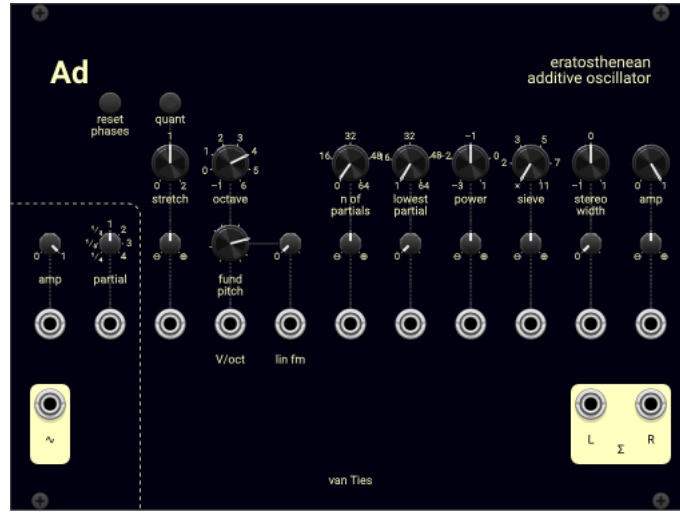 Ad
eratosthenean
additive oscillator
reset
phases
quant
1
2 3
1 4
0 5
−1 6
0 2
stretch
octave
32
16 48
0 64
n of
partials
32
16 48
1 64
lowest
partial
−1
−2 0
−3 1
power
3 5
2 7
× 11
sieve
0
−1 1
stereo
width
0 1
amp
0 1
amp
1
2
3
4
partial
⊖ ⊕
fund
pitch
0
⊖ ⊕
0
⊖ ⊕
⊖ ⊕
0
⊖ ⊕
V/oct
lin fm
∿
L R
Σ
van Ties